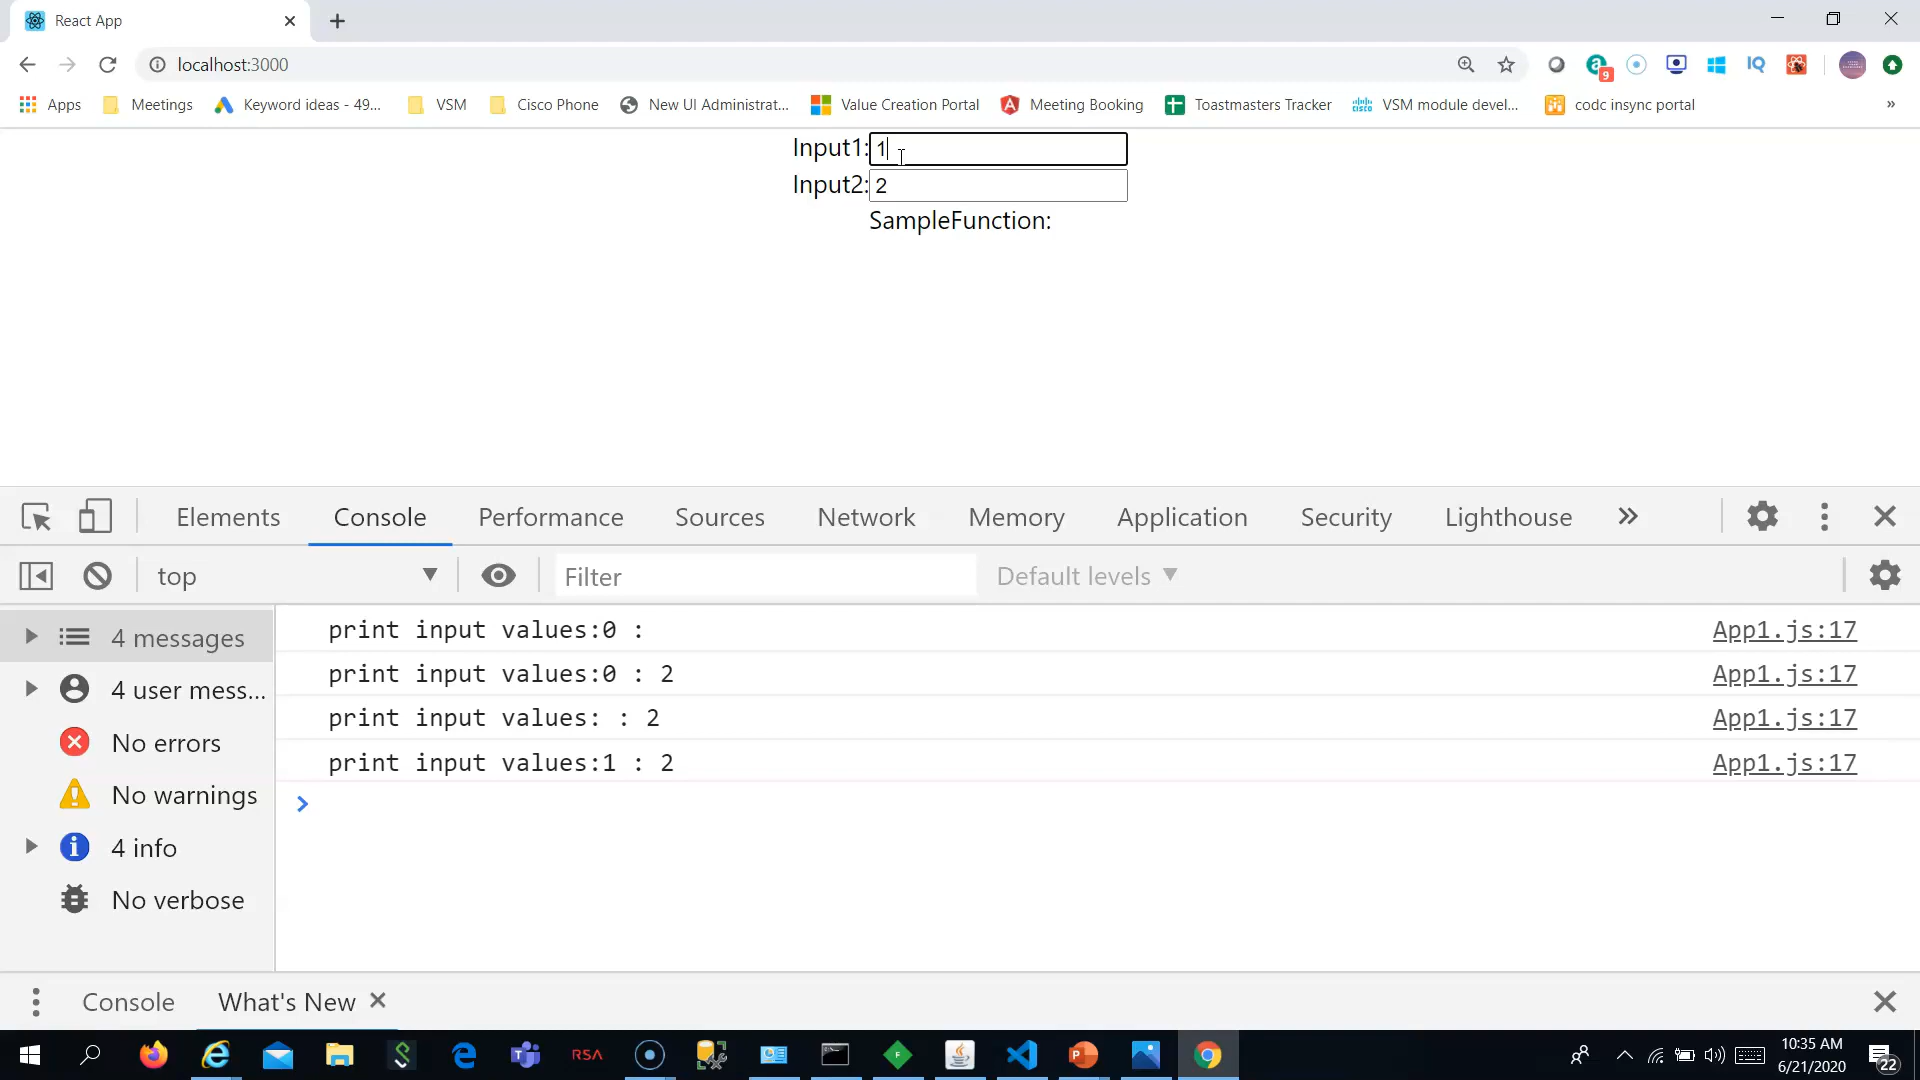 React App
localhost:3000
9
IQ
Apps
Meetings
Keyword ideas - 49...
VSM
Cisco Phone
New UI Administrat...
Value Creation Portal
Meeting Booking
Toastmasters Tracker
VSM module devel...
codc insync portal
»
Input1: 1
Input2: 2
SampleFunction:
Elements Console Performance Sources Network Memory Application Security Lighthouse »
top Filter Default levels
4 messages
4 user mess...
No errors
No warnings
4 info
No verbose
print input values:0 : App1.js:17
print input values:0 : 2 App1.js:17
print input values: : 2 App1.js:17
print input values:1 : 2 App1.js:17
>
Console What's New
RSA
10:35 AM
6/21/2020
22